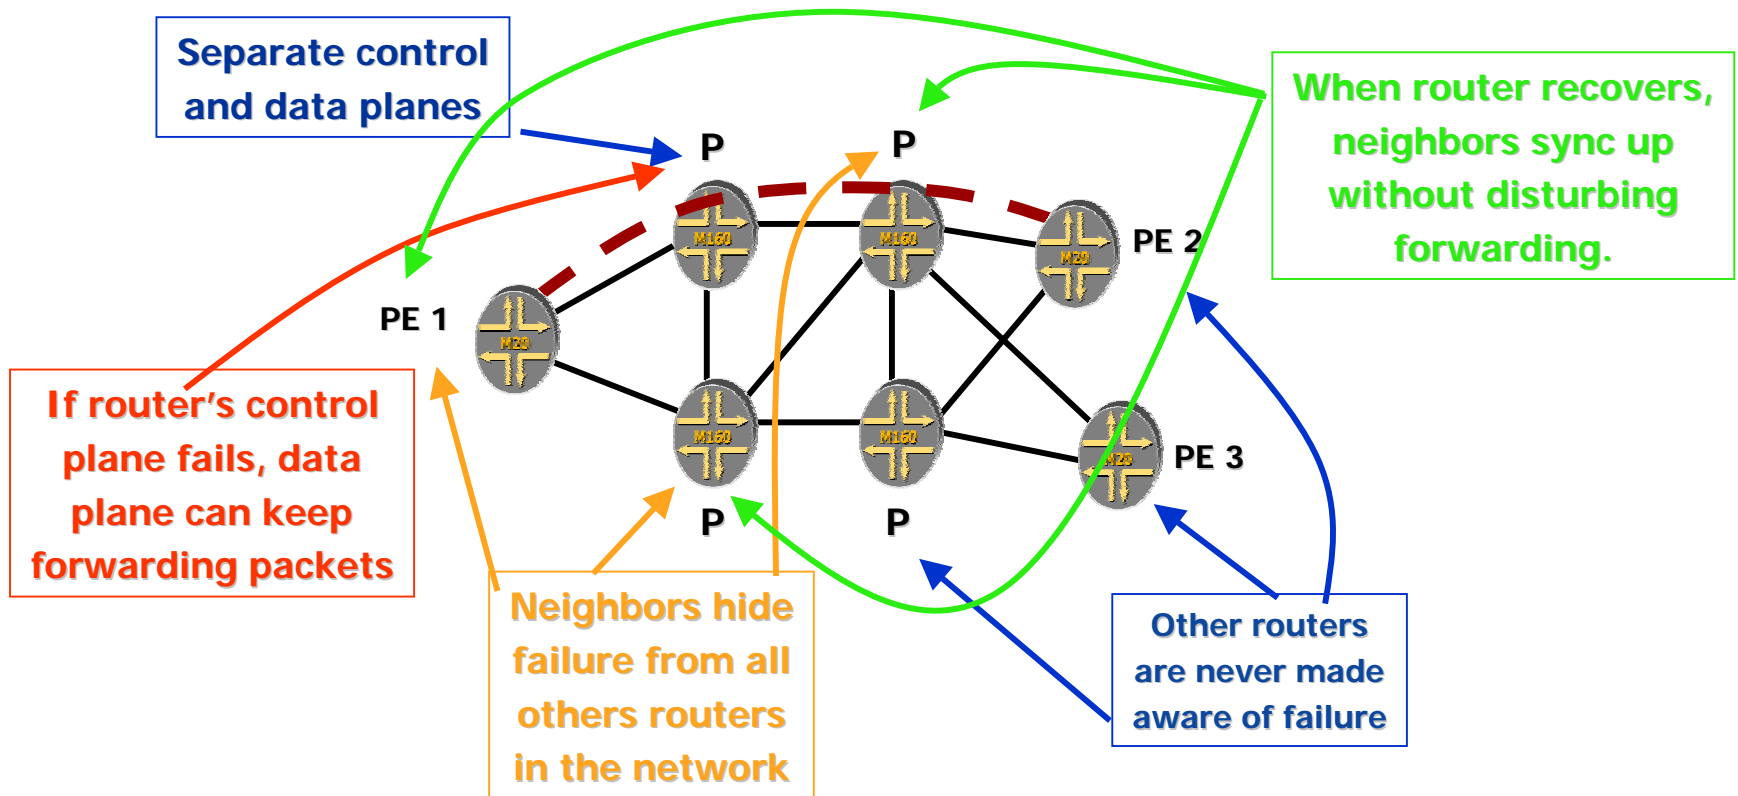 Separate control
and data planes
When router recovers,
neighbors sync up
without disturbing
forwarding.
P
P
M160
M160
PE 2
M20
PE 1
M20
If router's control
plane fails, data
plane can keep
forwarding packets
M160
M160
M20
PE 3
P
P
Neighbors hide
failure from all
others routers
in the network
Other routers
are never made
aware of failure